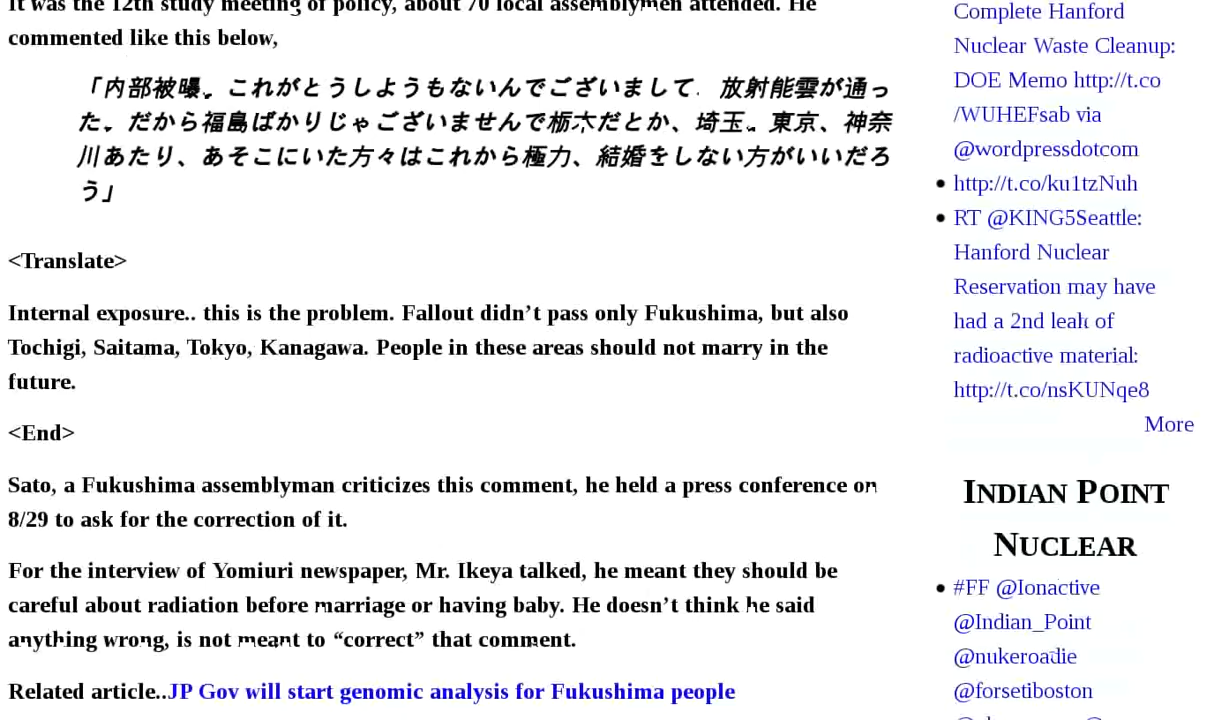 It was the 12th study meeting of policy, about 70 local assemblymen attended. He
commented like this below,
「内部被曝、これがどうしようもないんでございまして、放射能雲が通っ
た、だから福島ばかりじゃございませんで栃木だとか、埼玉、東京、神奈
川あたり、あそこにいた方々はこれから極力、結婚をしない方がいいだろ
う」
<Translate>
Internal exposure.. this is the problem. Fallout didn’t pass only Fukushima, but also
Tochigi, Saitama, Tokyo, Kanagawa. People in these areas should not marry in the
future.
<End>
Sato, a Fukushima assemblyman criticizes this comment, he held a press conference on
8/29 to ask for the correction of it.
For the interview of Yomiuri newspaper, Mr. Ikeya talked, he meant they should be
careful about radiation before marriage or having baby. He doesn’t think he said
anything wrong, is not meant to “correct” that comment.
Related article..JP Gov will start genomic analysis for Fukushima people
Complete Hanford
Nuclear Waste Cleanup:
DOE Memo http://t.co
/WUHEFsab via
@wordpressdotcom
http://t.co/ku1tzNuh
RT @KING5Seattle:
Hanford Nuclear
Reservation may have
had a 2nd leak of
radioactive material:
http://t.co/nsKUNqe8
More
INDIAN POINT
NUCLEAR
#FF @Ionactive
@Indian_Point
@nukeroadie
@forsetiboston